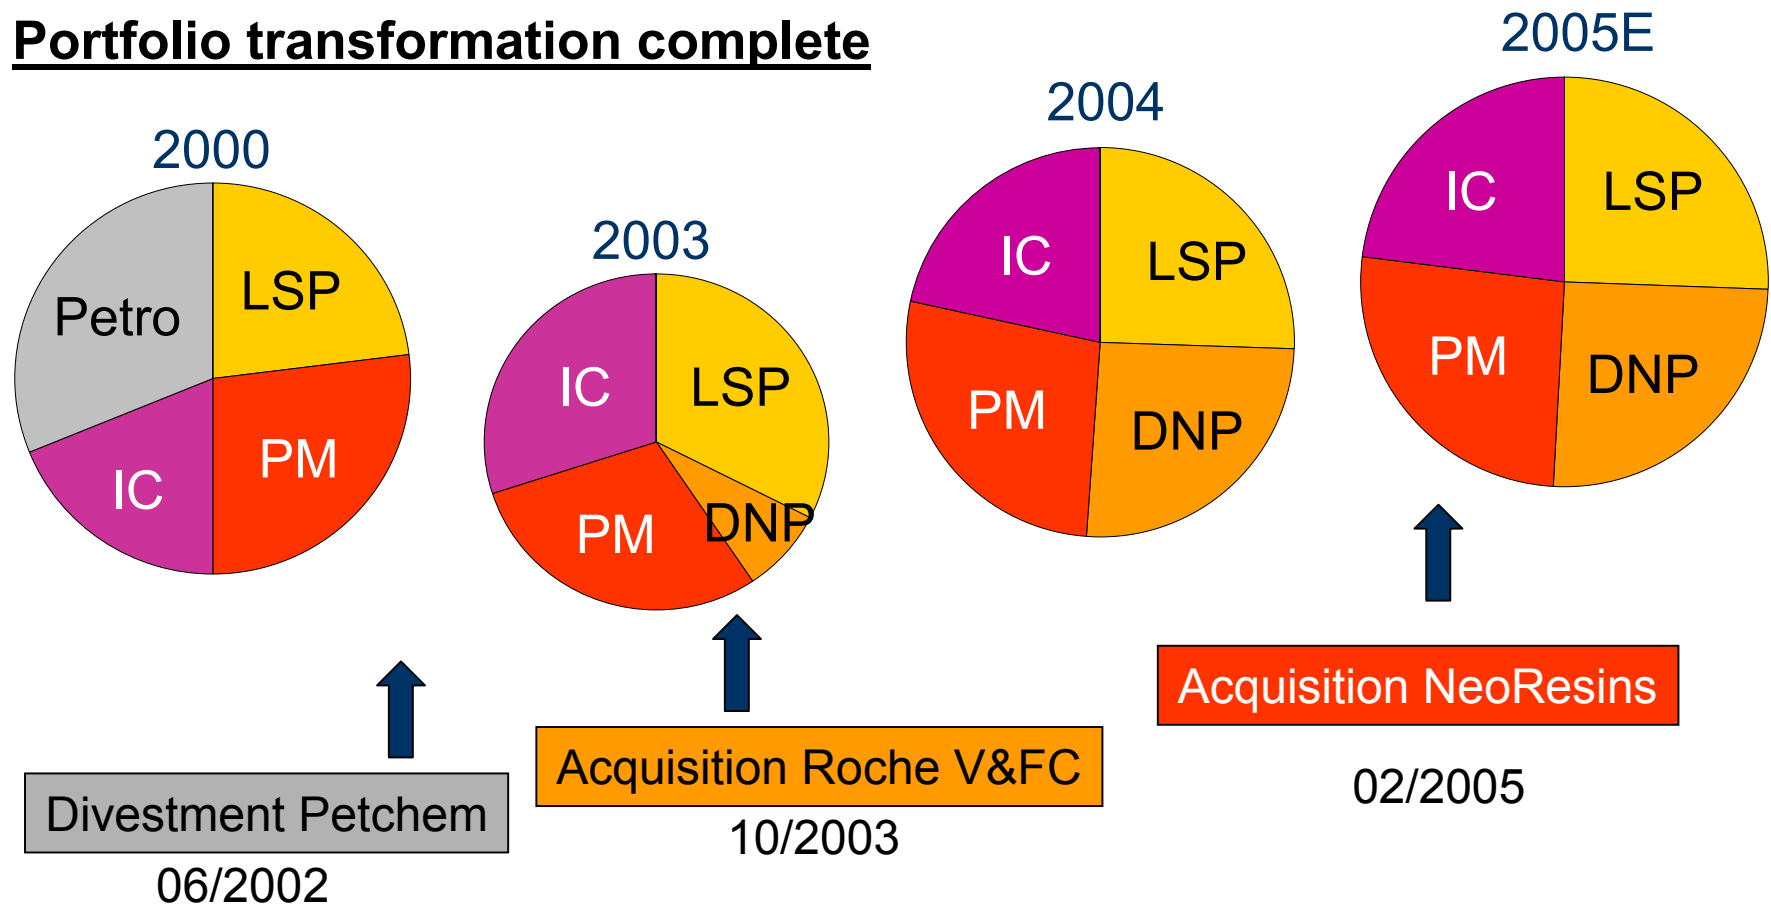 Portfolio transformation complete
2000
Petro
LSP
IC
PM
2003
IC
LSP
PM
DNP
2004
IC
LSP
PM
DNP
2005E
IC
LSP
PM
DNP
Divestment Petchem
06/2002
Acquisition Roche V&FC
10/2003
Acquisition NeoResins
02/2005